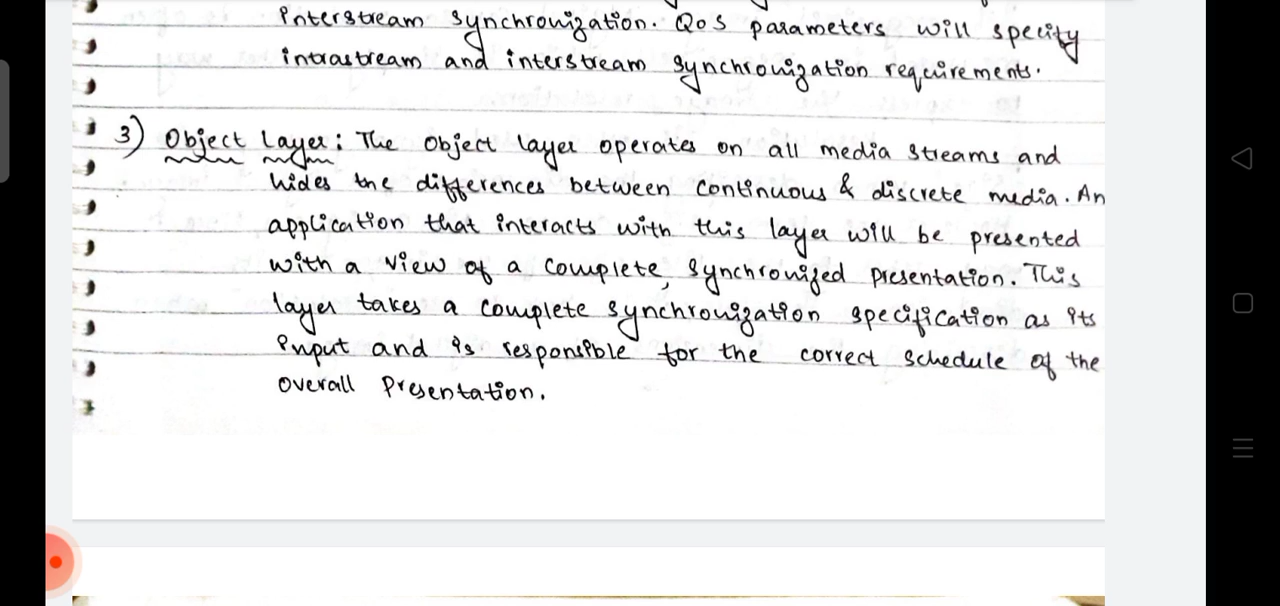 interstream synchronization. QoS parameters will specify
intrastream and interstream synchronization requirements.
3) Object Layer: The Object layer operates on all media streams and
hides the differences between continuous & discrete media. An
application that interacts with this layer will be presented
with a view of a complete, synchronized presentation. This
layer takes a complete synchronization specification as its
input and is responsible for the correct schedule of the
overall presentation.